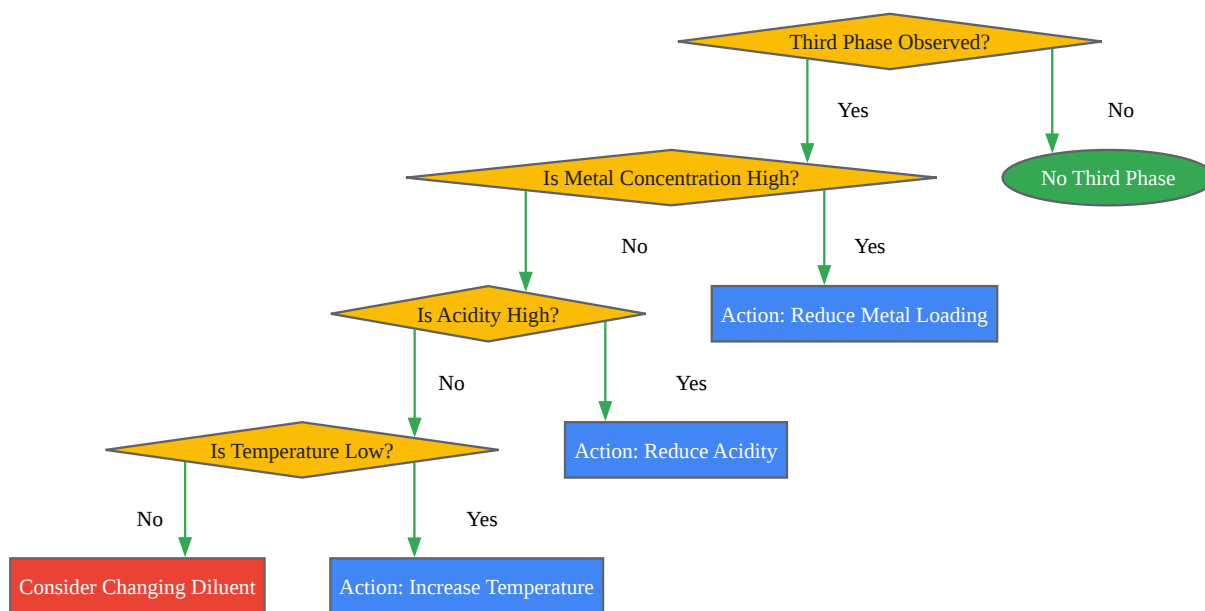 Third Phase Observed?
Yes
No
Is Metal Concentration High?
No Third Phase
No
Yes
Is Acidity High?
Action: Reduce Metal Loading
No
Yes
Is Temperature Low?
Action: Reduce Acidity
No
Yes
Consider Changing Diluent
Action: Increase Temperature